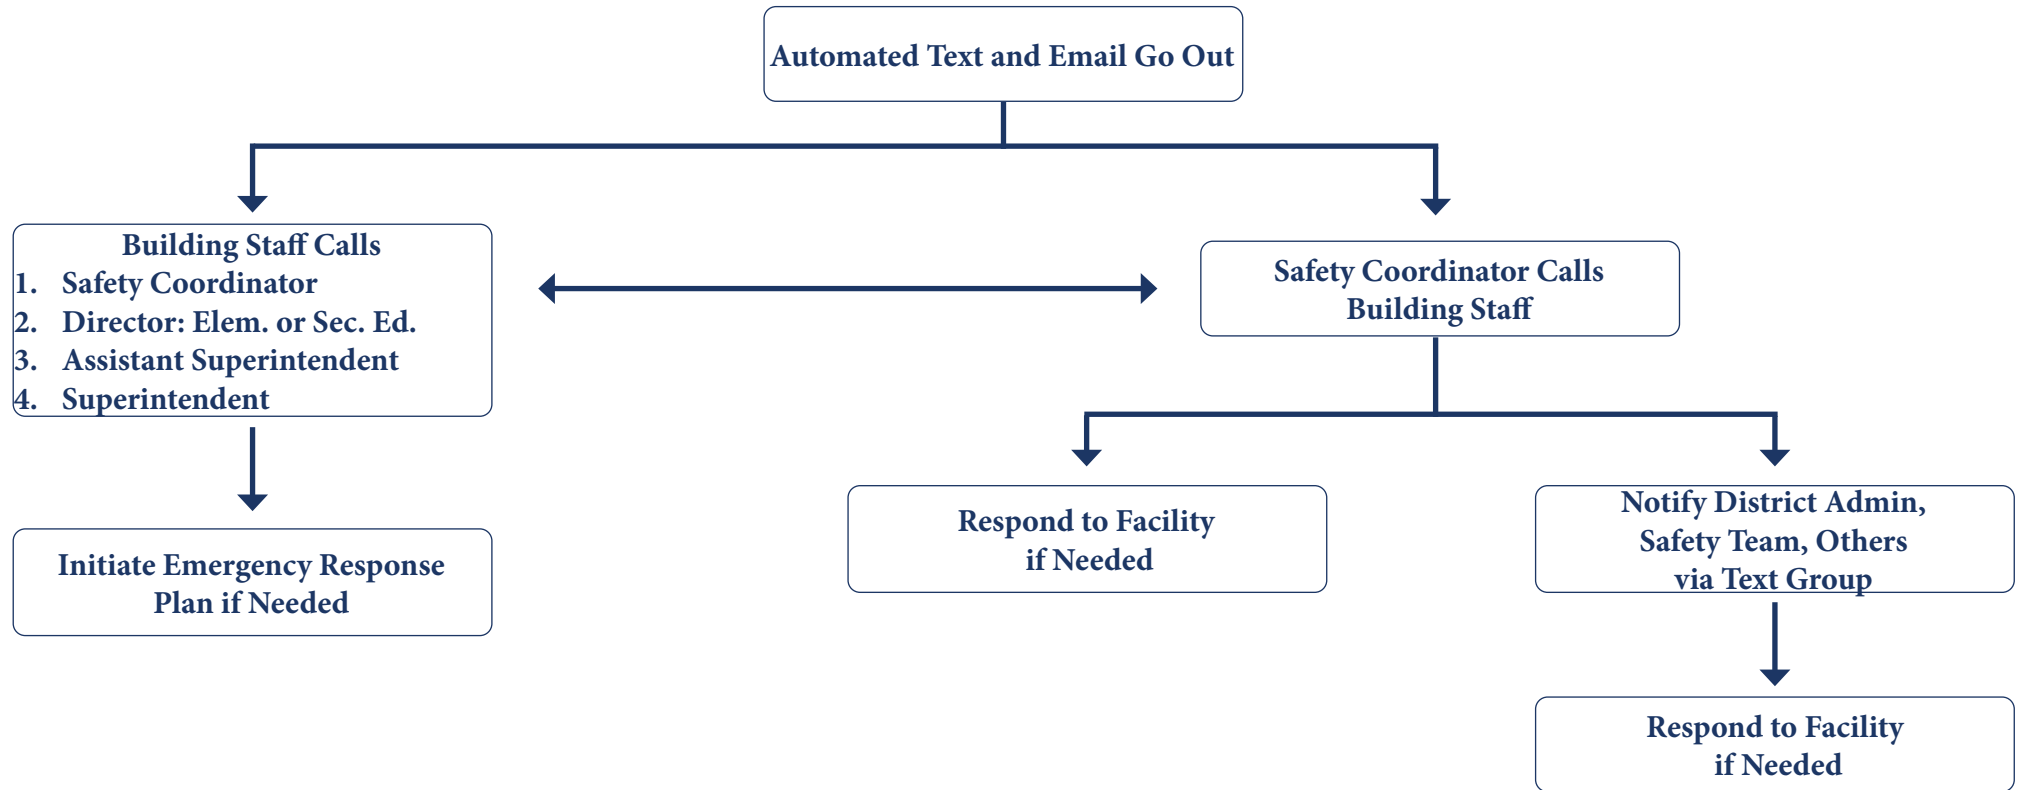 Automated Text and Email Go Out
Building Staff Calls
1. Safety Coordinator
2. Director: Elem. or Sec. Ed.
3. Assistant Superintendent
4. Superintendent
Safety Coordinator Calls
Building Staff
Initiate Emergency Response
Plan if Needed
Respond to Facility
if Needed
Notify District Admin,
Safety Team, Others
via Text Group
Respond to Facility
if Needed